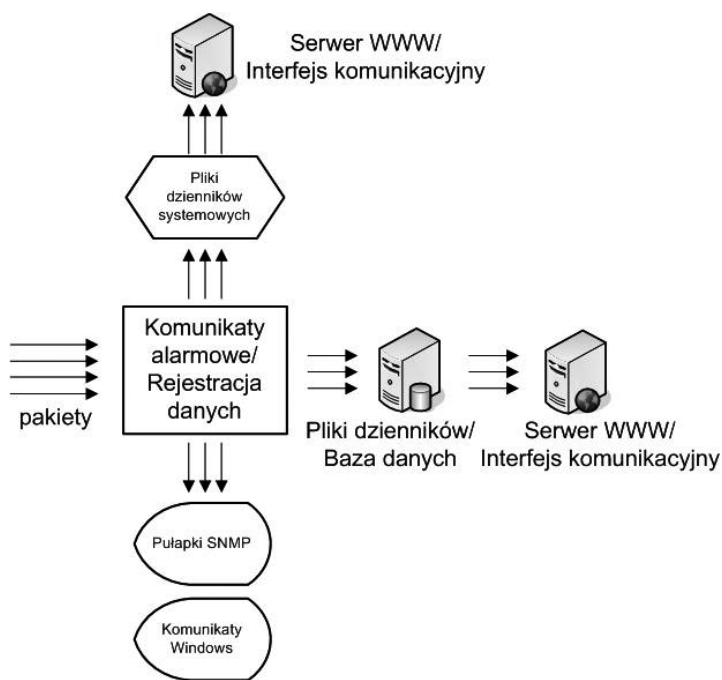 Serwer WWW/
Interfejs komunikacyjny
Pliki
dzienników
systemowych
Komunikaty
alarmowe/
Rejestracja
danych
pakiety
Pliki dzienników/
Baza danych
Serwer WWW/
Interfejs komunikacyjny
Pułapki SNMP
Komunikaty
Windows